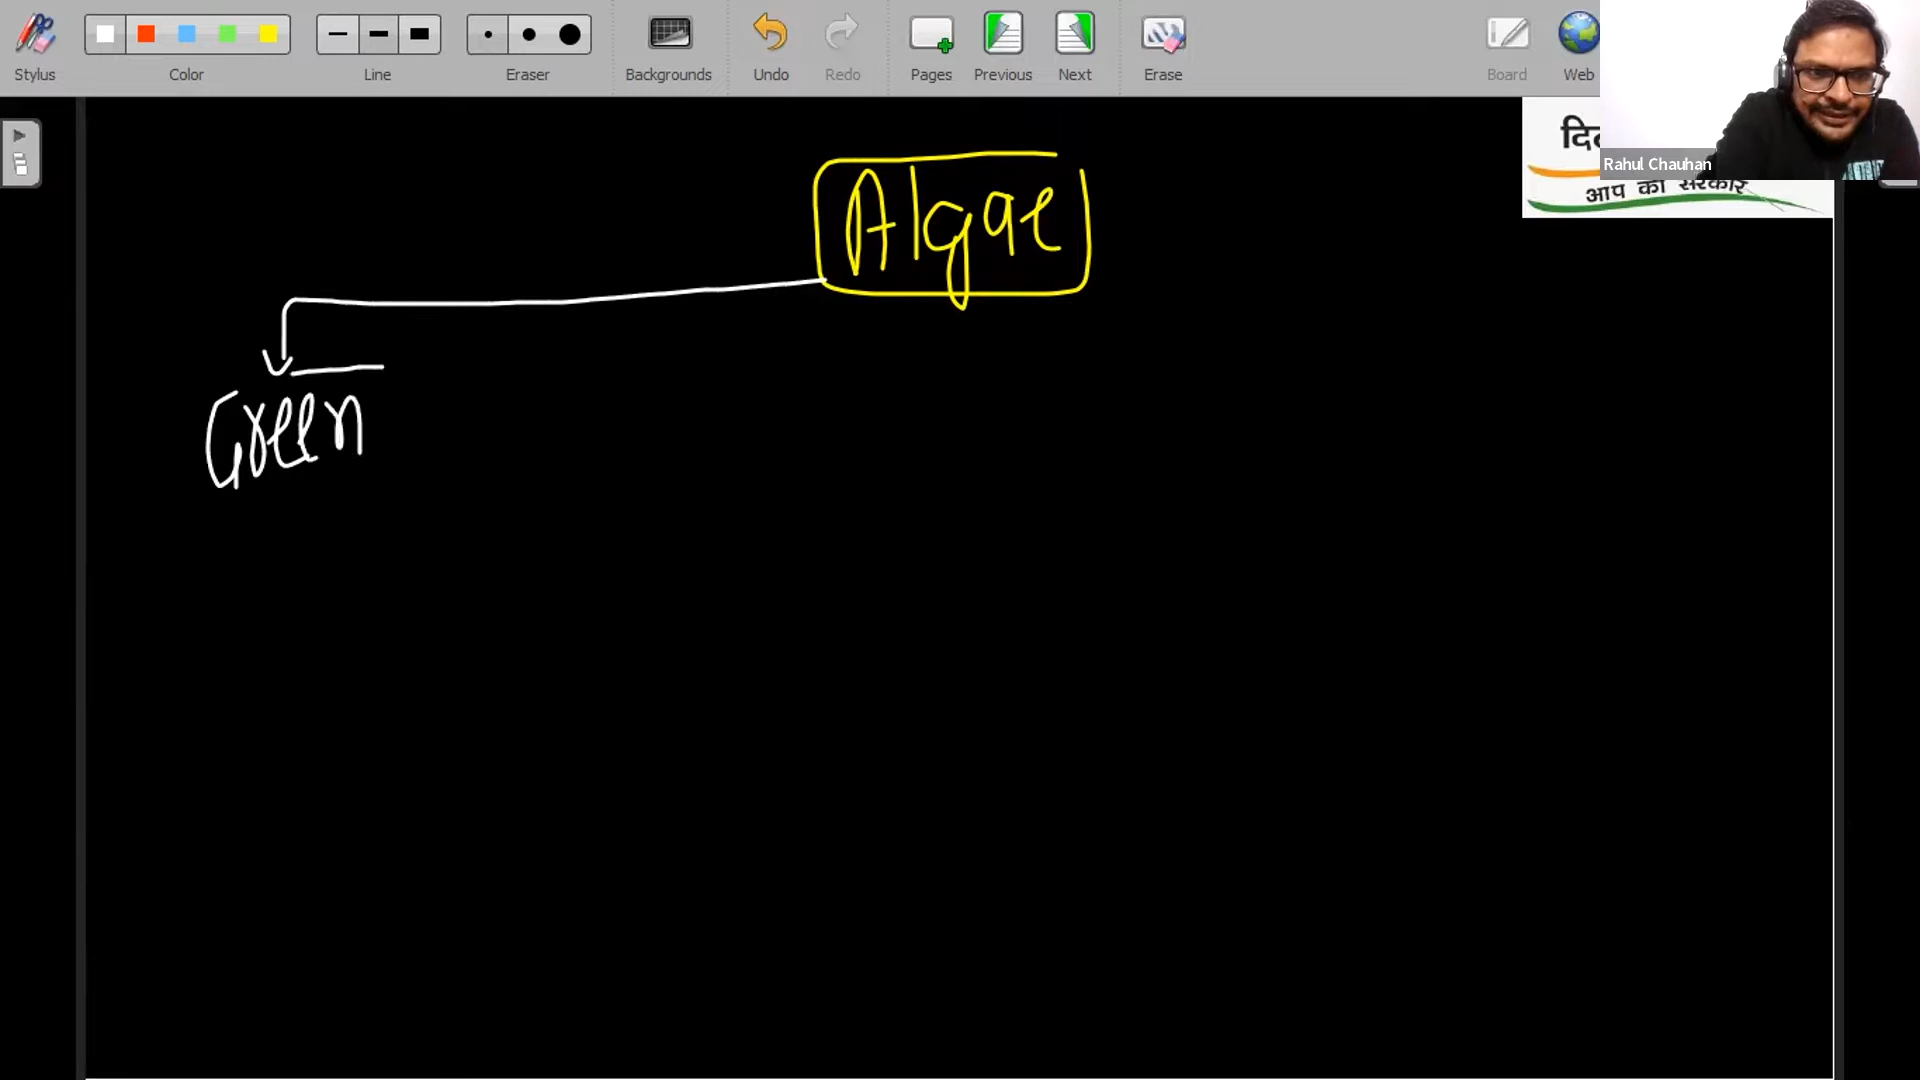 Stylus
Color
Line
Eraser
Backgrounds
Undo
Redo
Pages
Previous
Next
Erase
Board
Web
Rahul Chauhan
आप की सरकार
Algae
Green